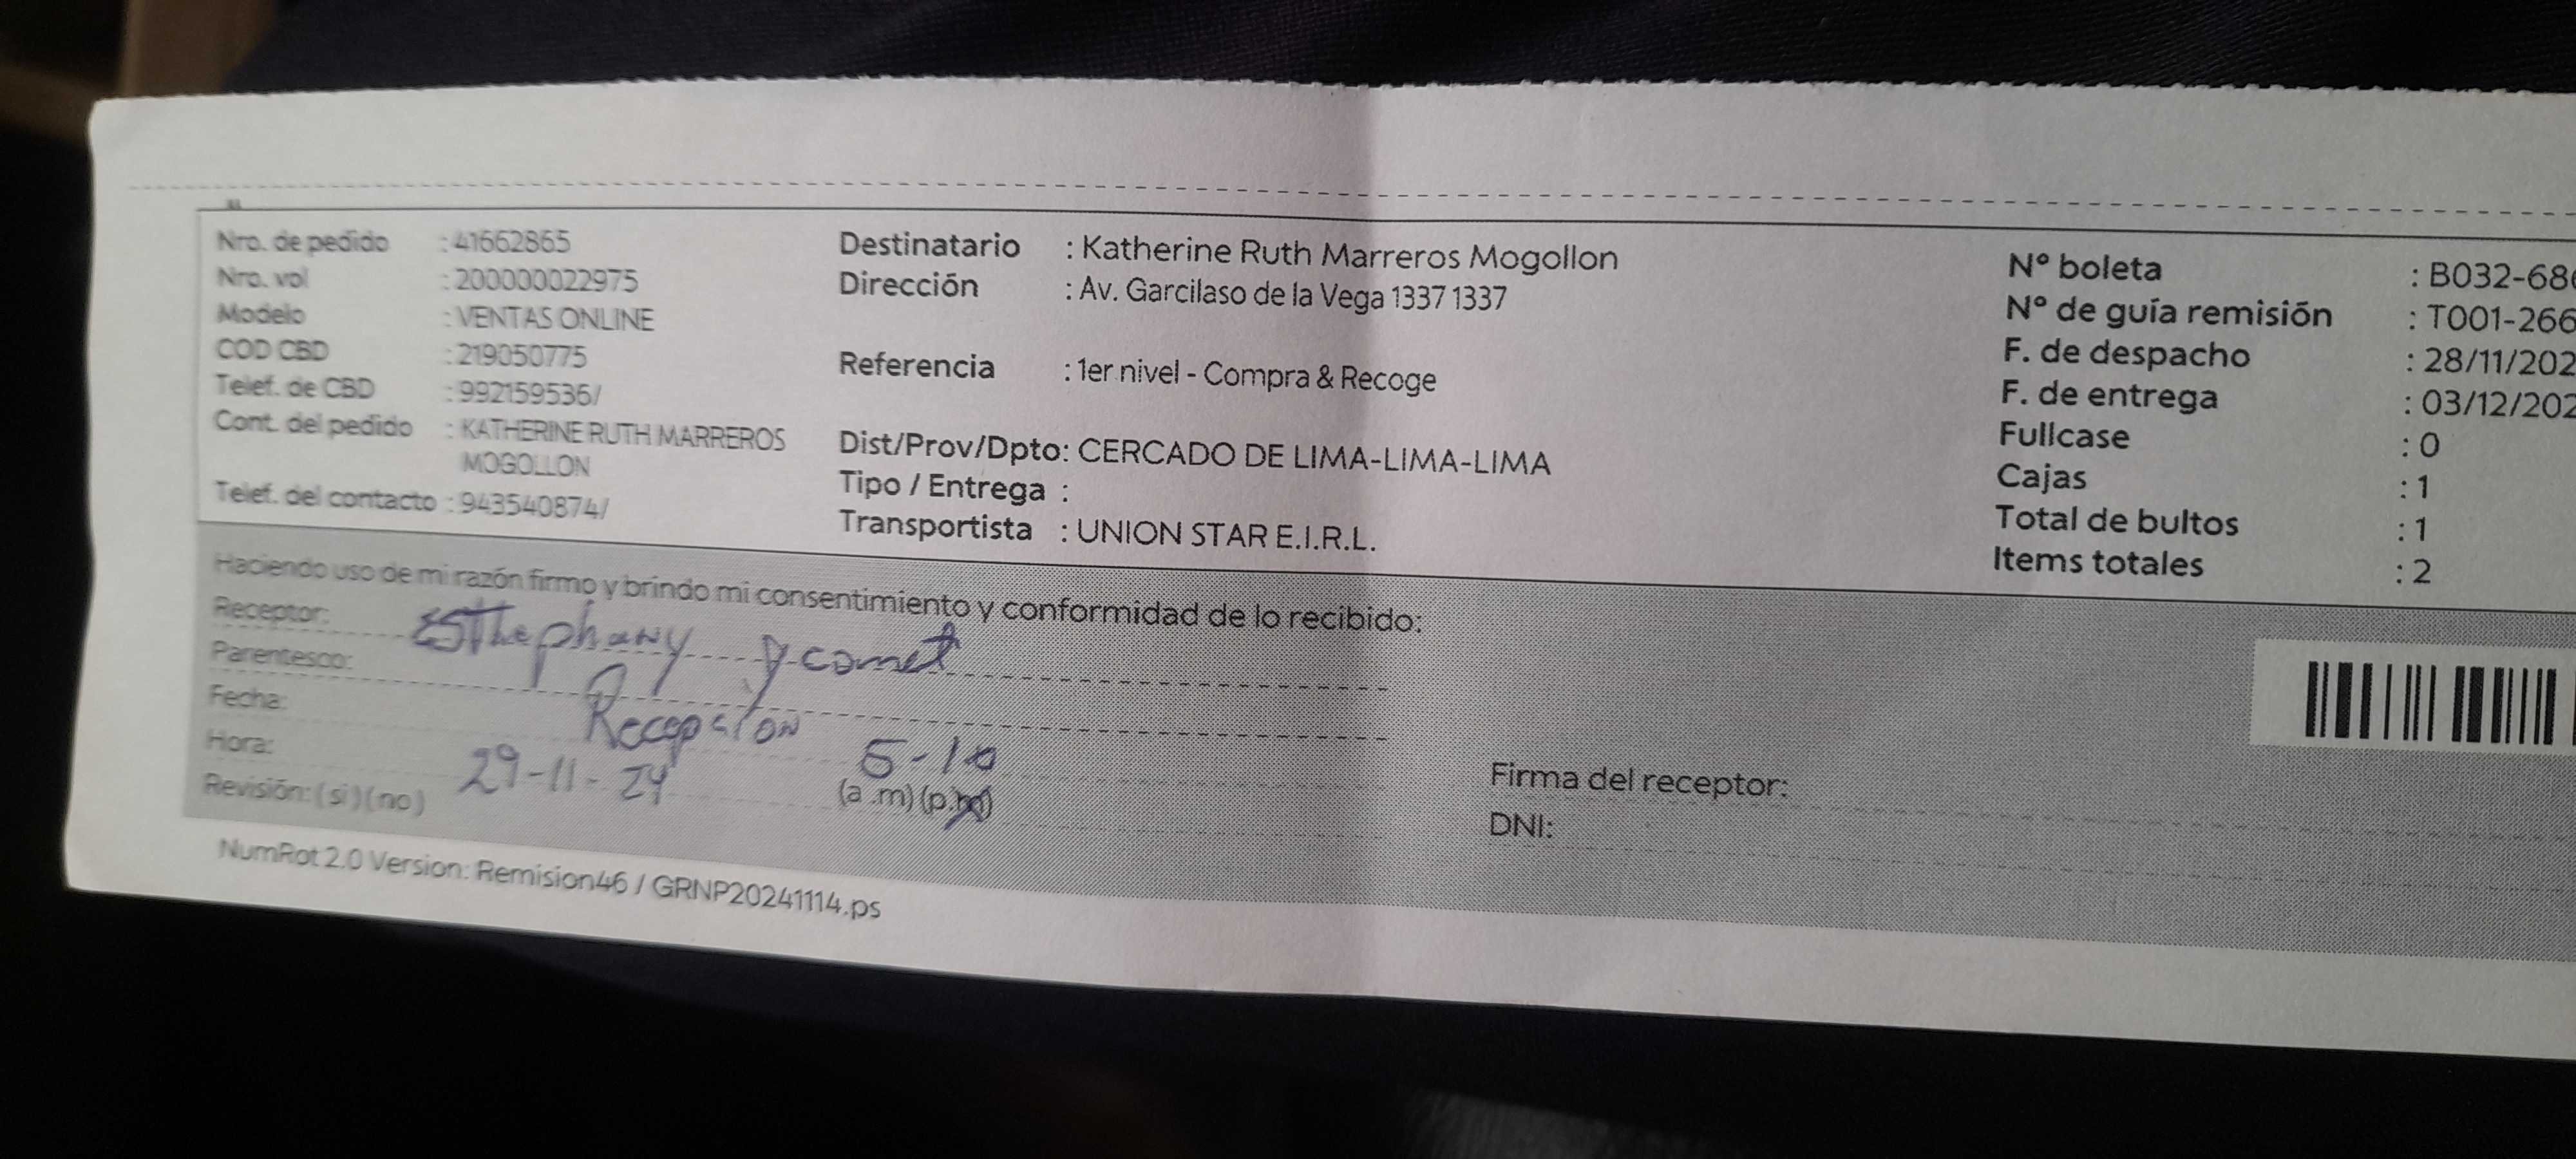 Nro. de pedido : 41662865
Nro. vol : 200000022975
Modelo : VENTAS ONLINE
COD CBD : 219050775
Telef. de CBD : 992159536/
Cont. del pedido : KATHERINE RUTH MARREROS
MOGOLLON
Telef. del contacto : 943540874/
Destinatario : Katherine Ruth Marreros Mogollon
Dirección : Av. Garcilaso de la Vega 1337 1337
Referencia : 1er nivel - Compra & Recoge
Dist/Prov/Dpto: CERCADO DE LIMA-LIMA-LIMA
Tipo / Entrega :
Transportista : UNION STAR E.I.R.L.
N° boleta : B032-68
N° de guía remisión : T001-266
F. de despacho : 28/11/202
F. de entrega : 03/12/202
Fullcase : 0
Cajas : 1
Total de bultos : 1
Items totales : 2
Haciendo uso de mi razón firmo y brindo mi consentimiento y conformidad de lo recibido:
Receptor: Esthephany
Parentesco:
Recepcion
Fecha:
Hora: 29-11-24 5-10
Revisión: (si) (no) (a.m) (p.m)
Firma del receptor:
DNI:
NumRot 2.0 Version: Remision46 / GRNP20241114.ps